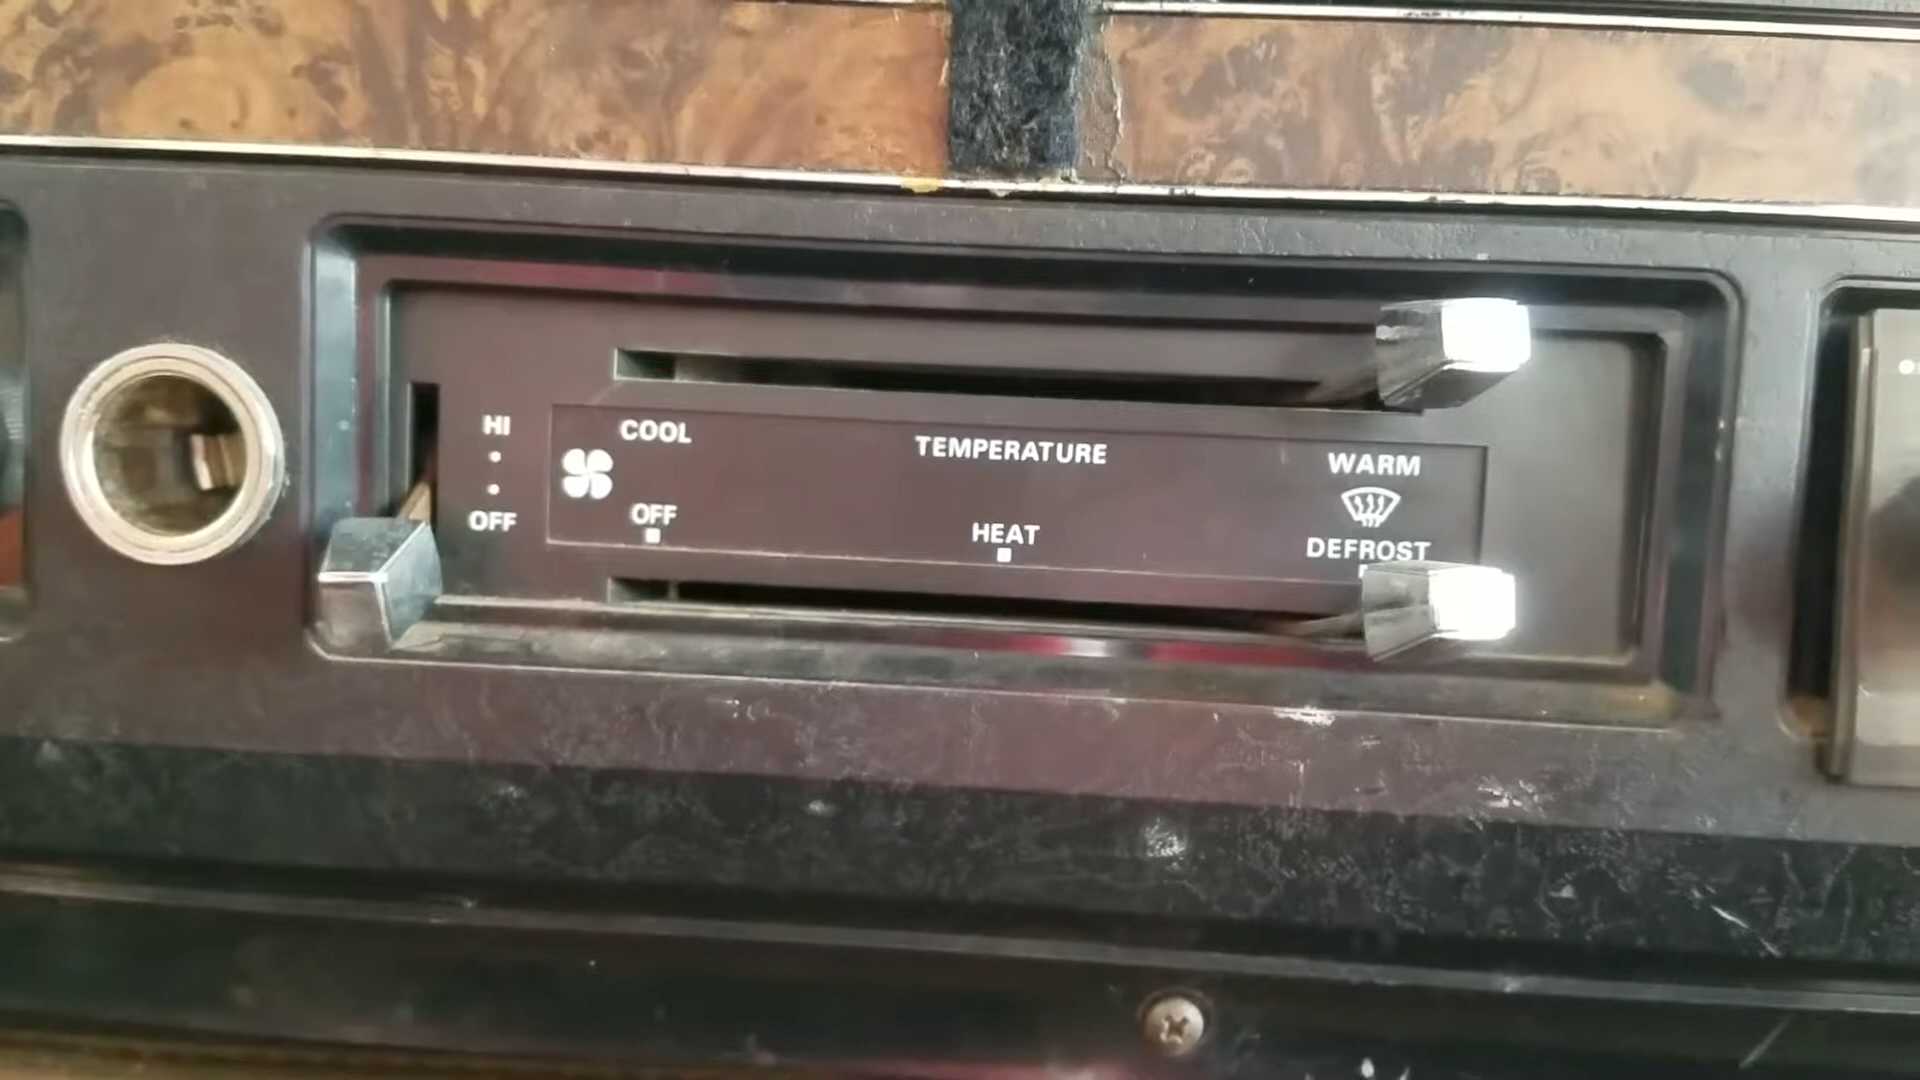 HI
OFF
COOL
TEMPERATURE
WARM
OFF
HEAT
DEFROST